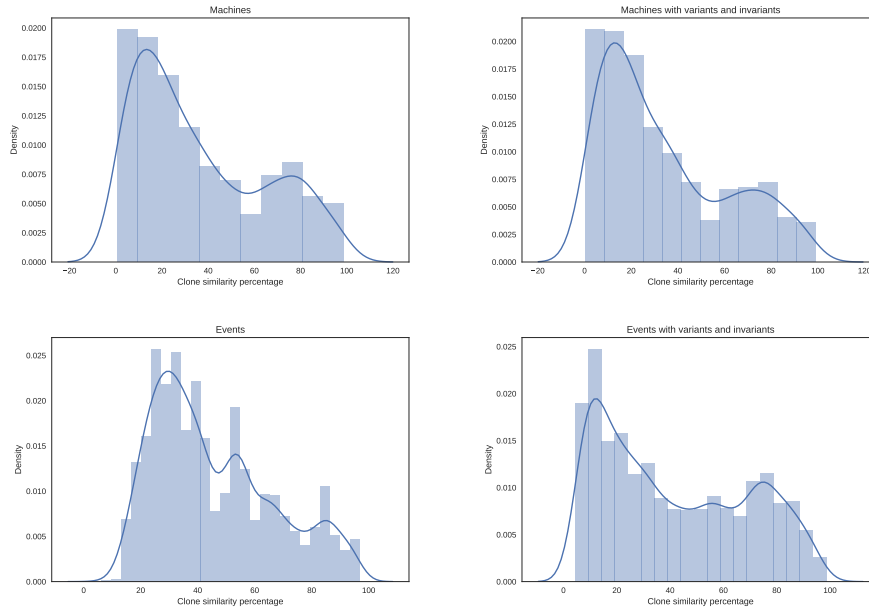 Machines
0.0200
0.0175
0.0150
0.0125
0.0100
0.0075
0.0050
0.0025
0.0000
Density
−20 0 20 40 60 80 100 120
Clone similarity percentage
Machines with variants and invariants
0.0200
0.0175
0.0150
0.0125
0.0100
0.0075
0.0050
0.0025
0.0000
Density
−20 0 20 40 60 80 100 120
Clone similarity percentage
Events
0.025
0.020
0.015
0.010
0.005
0.000
Density
0 20 40 60 80 100
Clone similarity percentage
Events with variants and invariants
0.025
0.020
0.015
0.010
0.005
0.000
Density
0 20 40 60 80 100
Clone similarity percentage